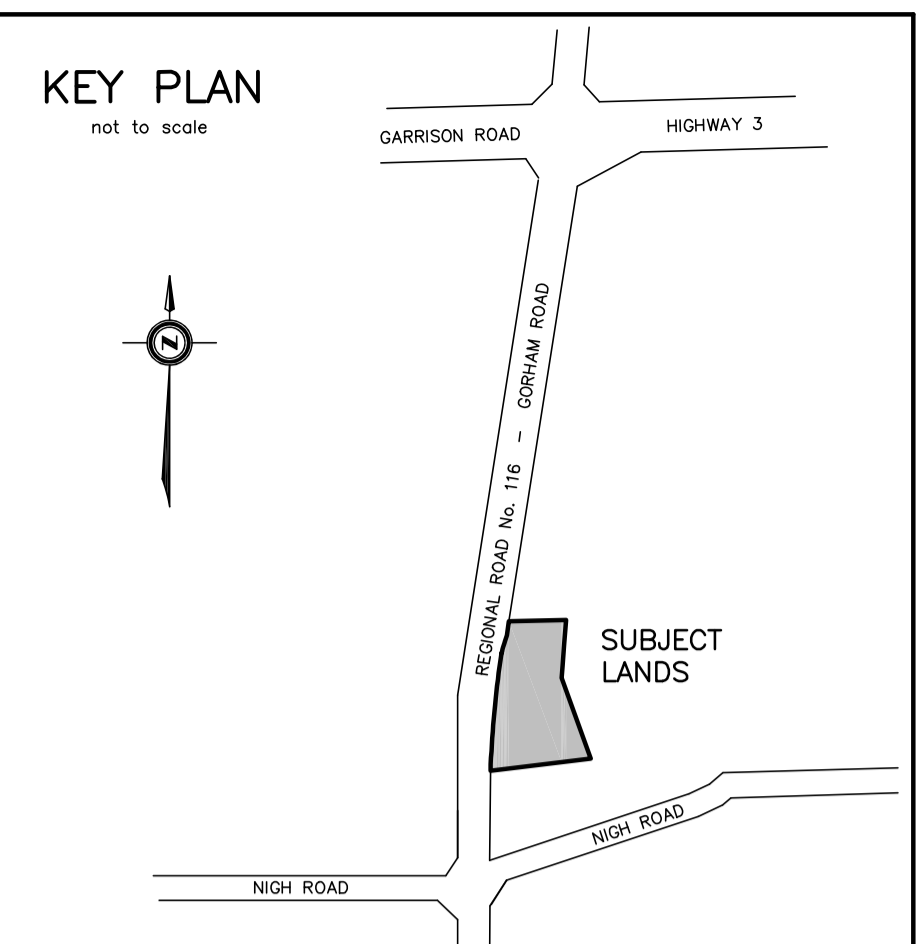 KEY PLAN
not to scale
GARRISON ROAD
HIGHWAY 3
REGIONAL ROAD No. 116 - GORHAM ROAD
N
SUBJECT
LANDS
NIGH ROAD
NIGH ROAD